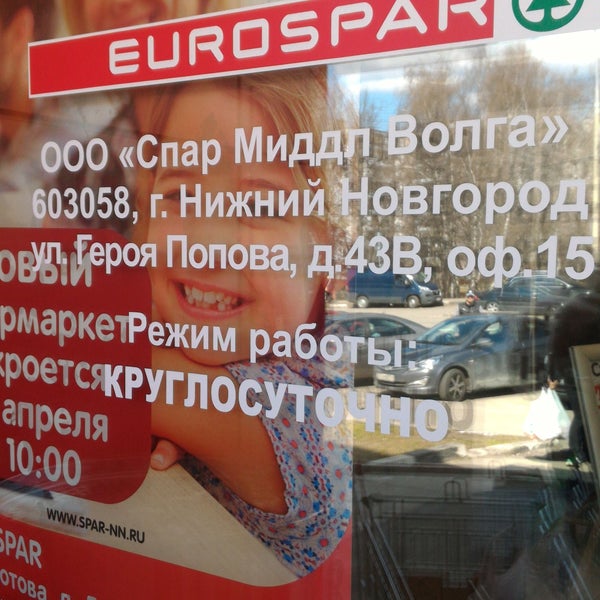 EUROSPAR
ООО «Спар Миддл Волга»
603058, г. Нижний Новгород
ул. Героя Попова, д.43В, оф.15
Режим работы:
КРУГЛОСУТОЧНО
апреля
10:00
WWW.SPAR-NN.RU
SPAR